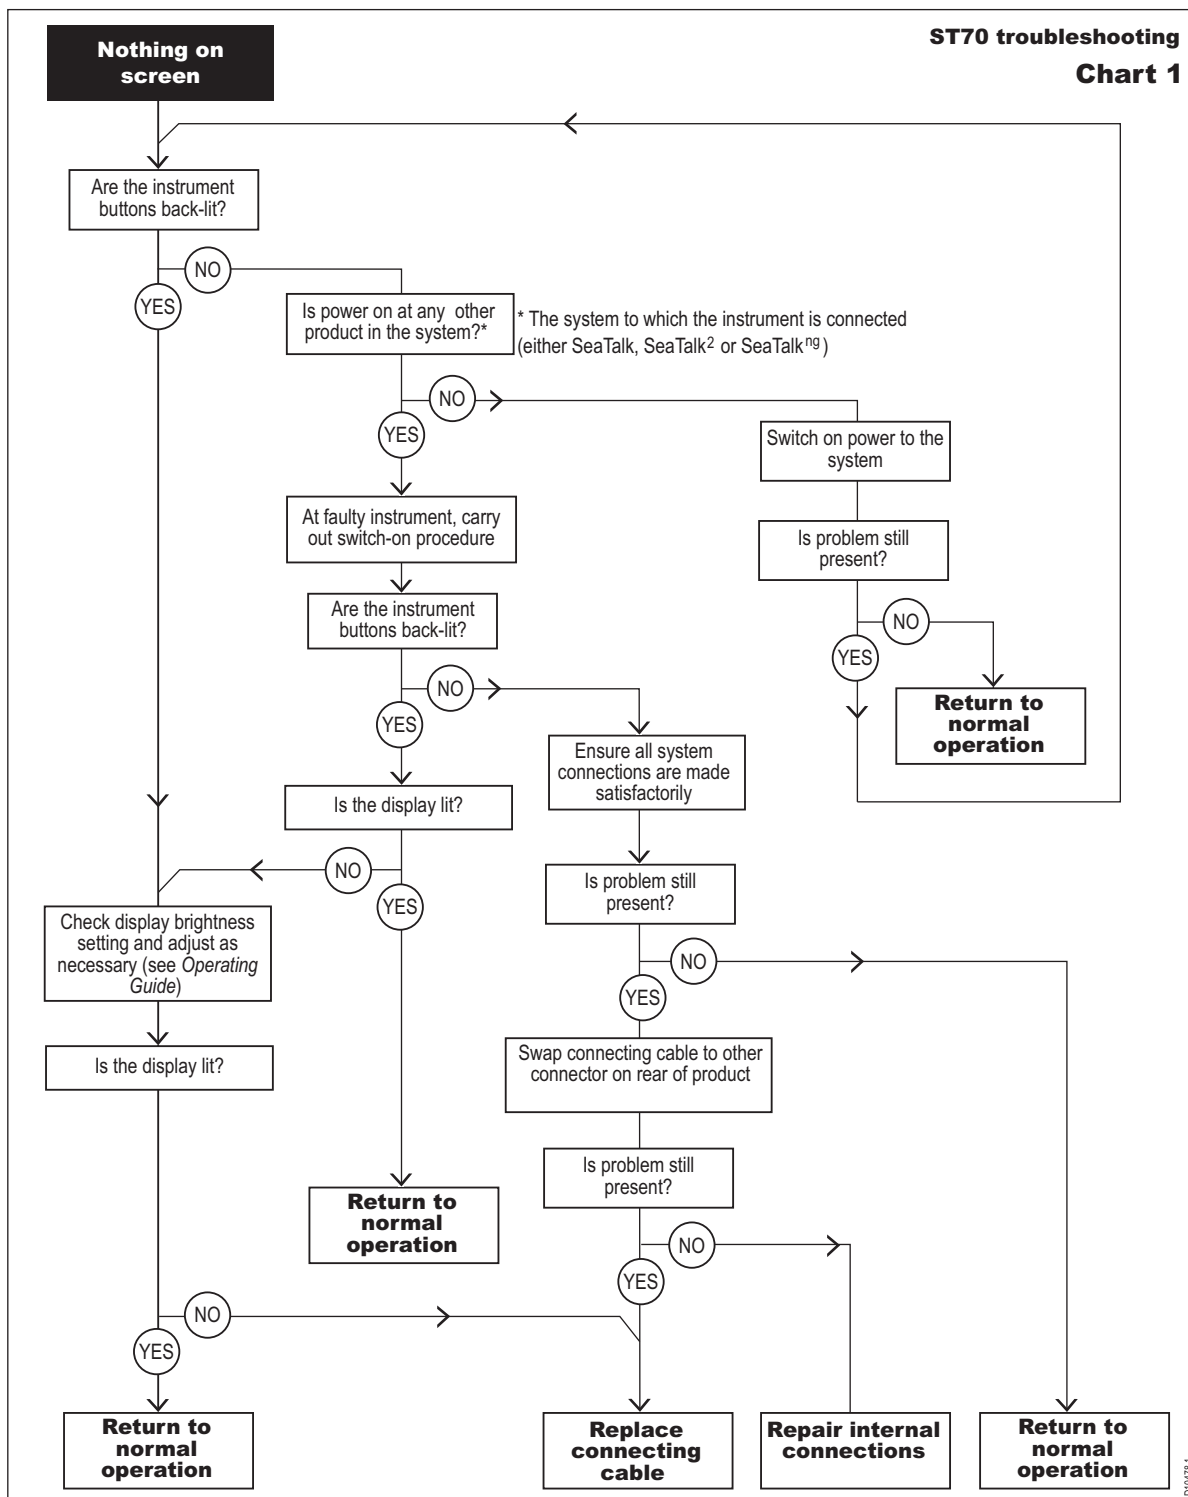 Nothing on
screen
ST70 troubleshooting
Chart 1
Are the instrument
buttons back-lit?
NO
YES
Is power on at any other
product in the system?*
* The system to which the instrument is connected
(either SeaTalk, SeaTalk2 or SeaTalkng)
NO
YES
Switch on power to the
system
At faulty instrument, carry
out switch-on procedure
Is problem still
present?
Are the instrument
buttons back-lit?
NO
YES
NO
YES
Return to
normal
operation
Ensure all system
connections are made
satisfactorily
Is the display lit?
NO
YES
Is problem still
present?
Check display brightness
setting and adjust as
necessary (see Operating
Guide)
NO
YES
Is the display lit?
Swap connecting cable to other
connector on rear of product
Is problem still
present?
Return to
normal
operation
NO
YES
NO
YES
Return to
normal
operation
Replace
connecting
cable
Repair internal
connections
Return to
normal
operation